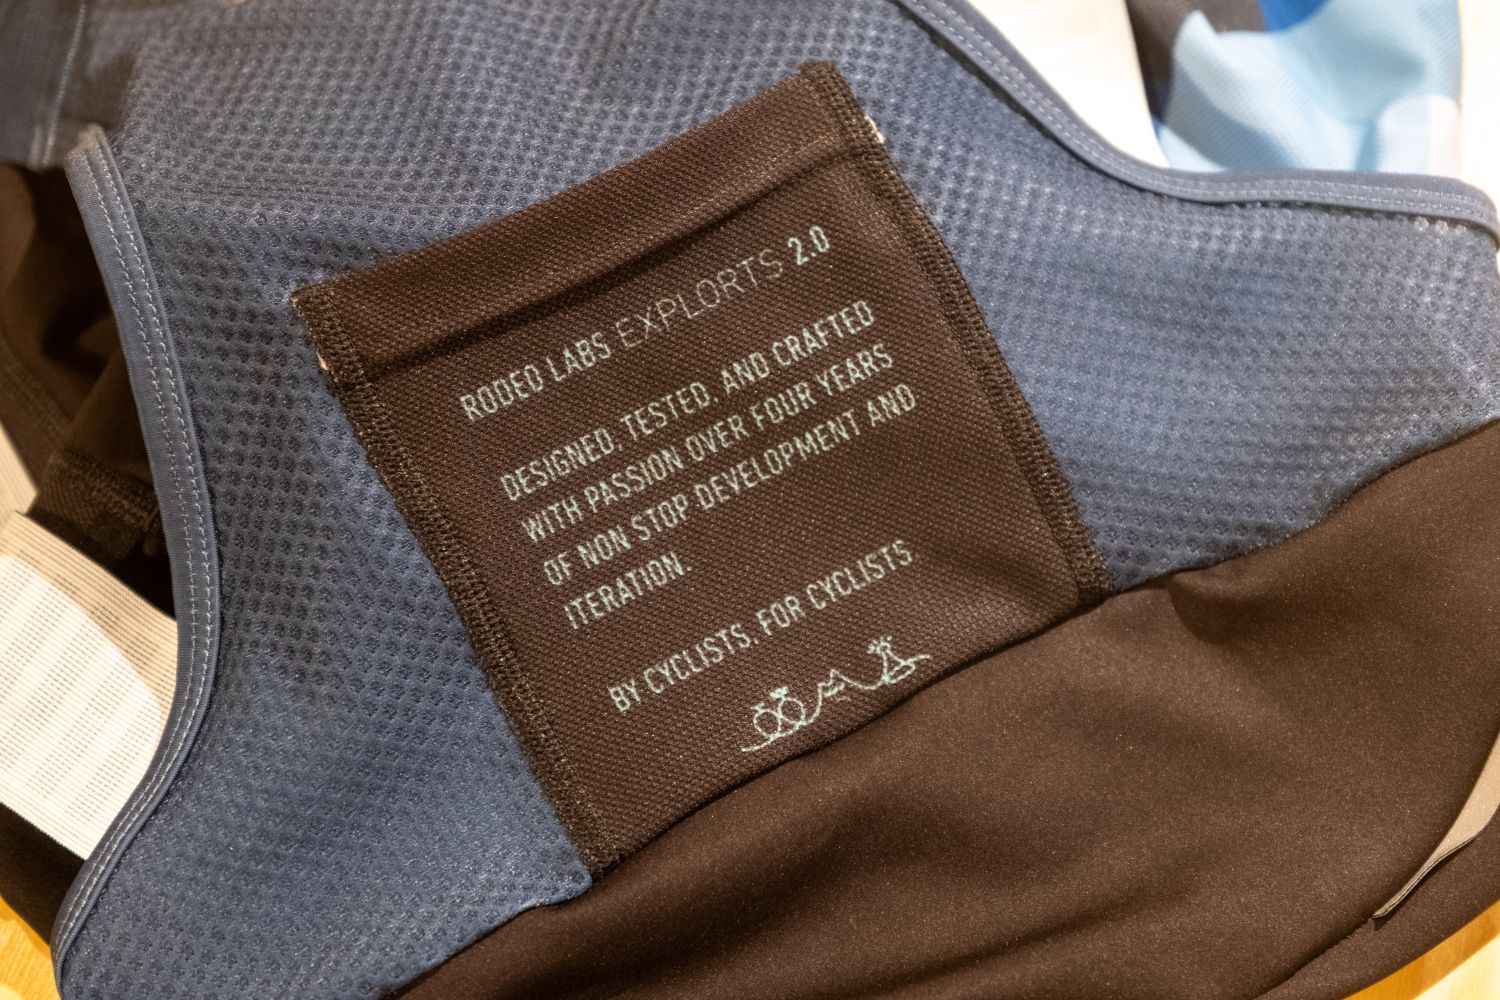 RODEO LABS EXPLORTS 2.0
DESIGNED, TESTED, AND CRAFTED
WITH PASSION OVER FOUR YEARS
OF NON STOP DEVELOPMENT AND
ITERATION.
BY CYCLISTS, FOR CYCLISTS